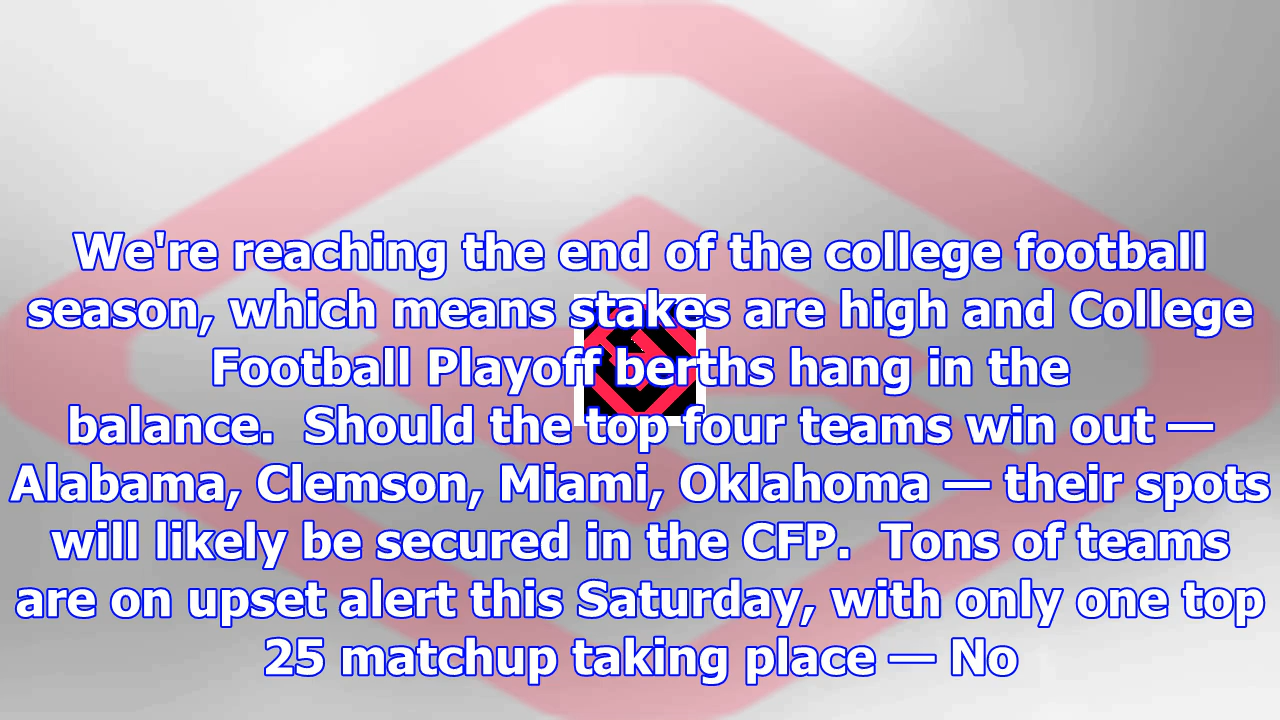 We're reaching the end of the college football
season, which means stakes are high and College
Football Playoff berths hang in the
balance.  Should the top four teams win out —
Alabama, Clemson, Miami, Oklahoma — their spots
will likely be secured in the CFP.  Tons of teams
are on upset alert this Saturday, with only one top
25 matchup taking place — No